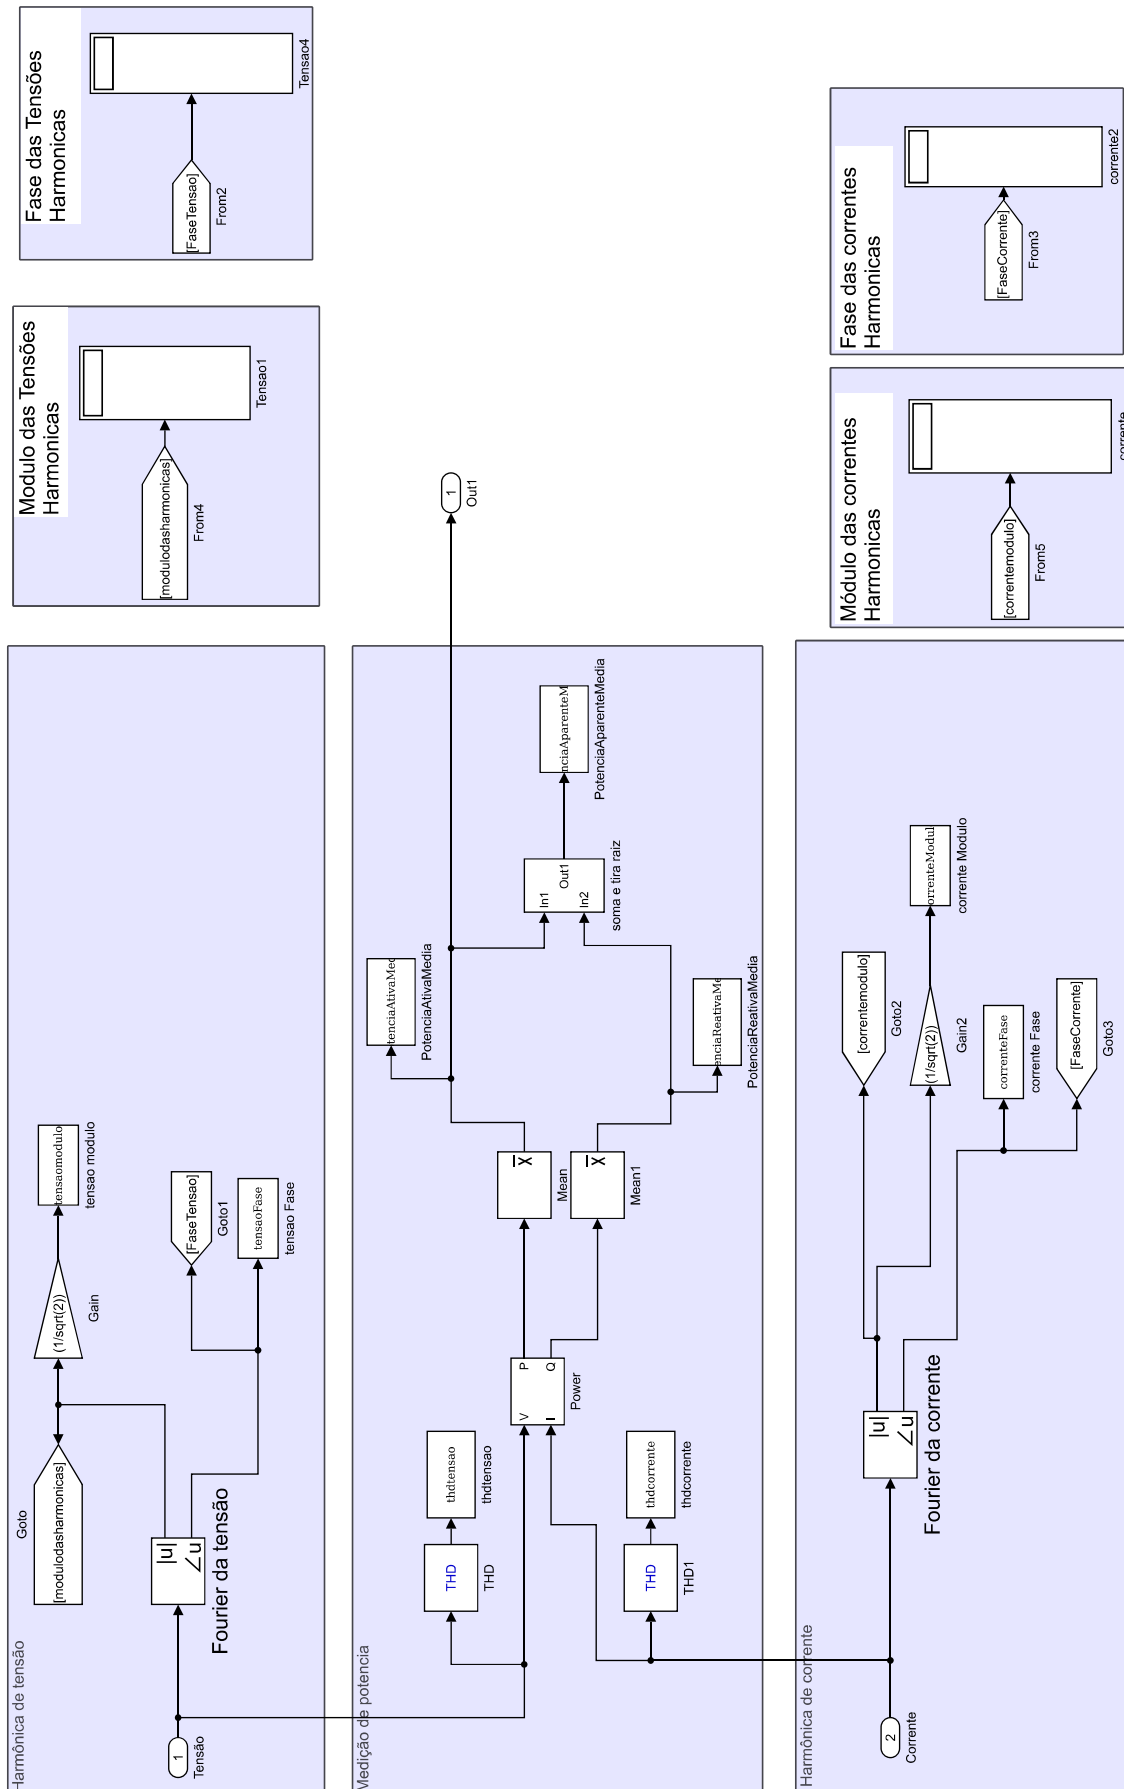 Harmônica de tensão
1
Tensão
|u|
∠u
Fourier da tensão
[modulodasharmonicas]
Goto
(1/sqrt(2))
Gain
tensaomodulo
tensao modulo
[FaseTensao]
Goto1
tensaoFase
tensao Fase
Modulo das Tensões
Harmonicas
[modulodasharmonicas]
From4
Tensao1
Fase das Tensões
Harmonicas
[FaseTensao]
From2
Tensao4
Medição de potencia
THD
THD
thdtensao
thdtensao
THD
THD1
thdcorrente
thdcorrente
V
I
P
Q
Power
x
Mean
x
Mean1
tenciaAtivaMed
PotenciaAtivaMedia
enciaReativaMe
PotenciaReativaMedia
In1
In2
Out1
soma e tira raiz
nciaAparenteM
PotenciaAparenteMedia
1
Out1
Harmônica de corrente
2
Corrente
|u|
∠u
Fourier da corrente
[correntemodulo]
Goto2
(1/sqrt(2))
Gain2
orrenteModul
corrente Modulo
correnteFase
corrente Fase
[FaseCorrente]
Goto3
Módulo das correntes
Harmonicas
[correntemodulo]
From5
corrente
Fase das correntes
Harmonicas
[FaseCorrente]
From3
corrente2